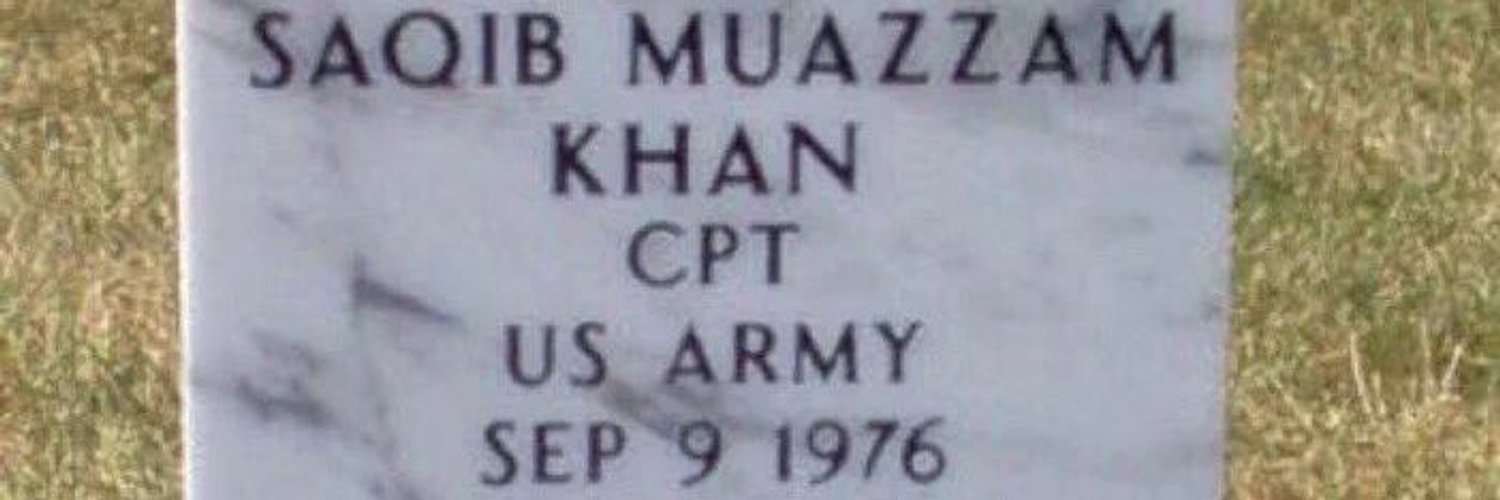 SAQIB MUAZZAM
KHAN
CPT
US ARMY
SEP 9 1976